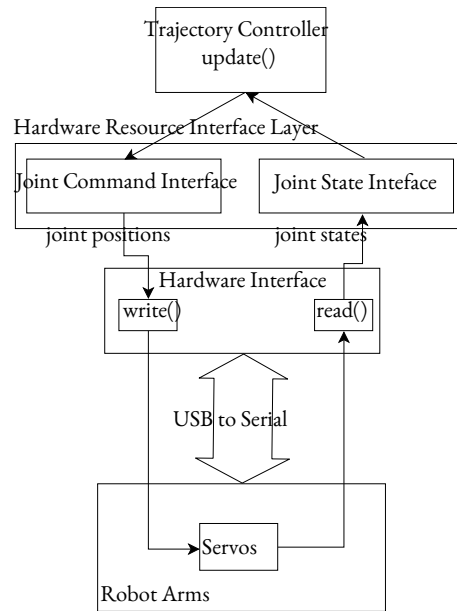 Trajectory Controller
update()
Hardware Resource Interface Layer
Joint Command Interface
Joint State Inteface
joint positions
joint states
Hardware Interface
write()
read()
USB to Serial
Servos
Robot Arms